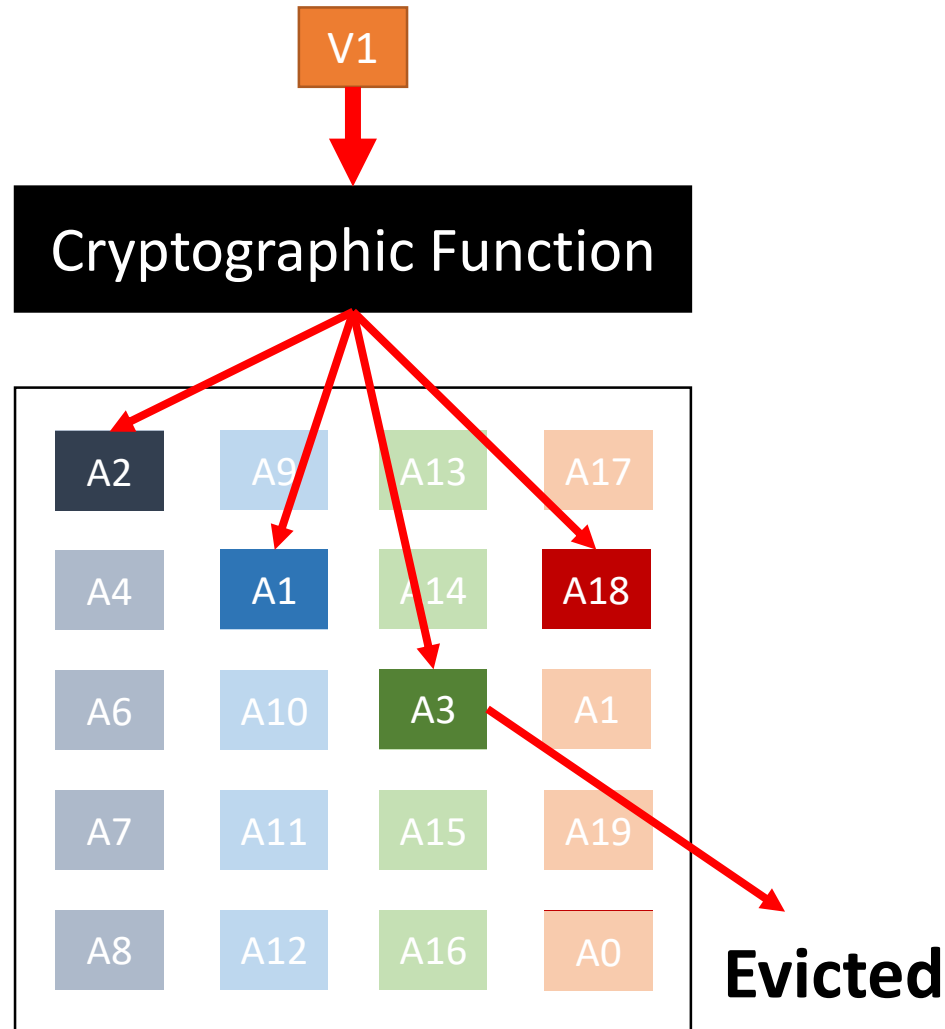 V1
Cryptographic Function
A2 A9 A13 A17
A4 A1 A14 A18
A6 A10 A3 A1
A7 A11 A15 A19
A8 A12 A16 A0
Evicted